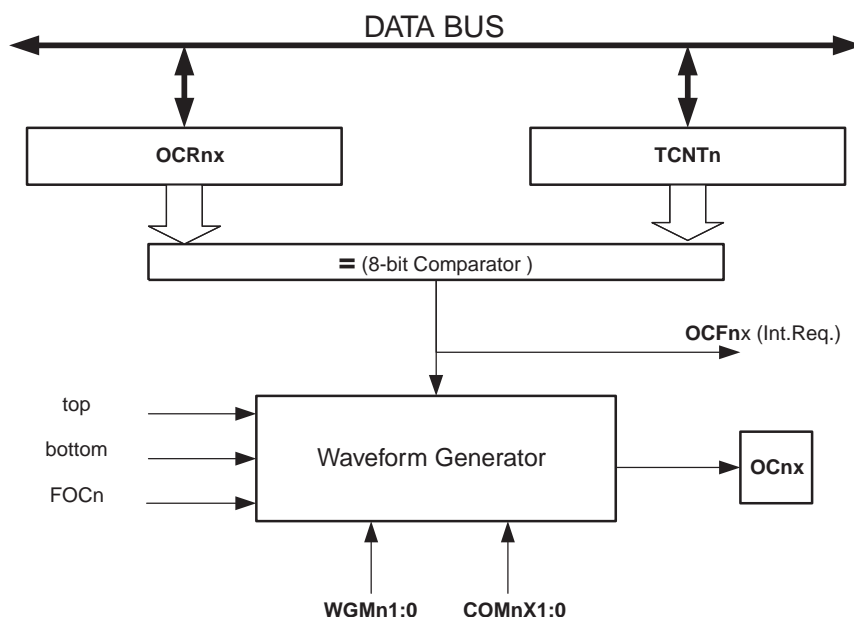 DATA BUS
OCRnx
TCNTn
= (8-bit Comparator )
OCFnx (Int.Req.)
top
bottom
FOCn
Waveform Generator
OCnx
WGMn1:0
COMnX1:0